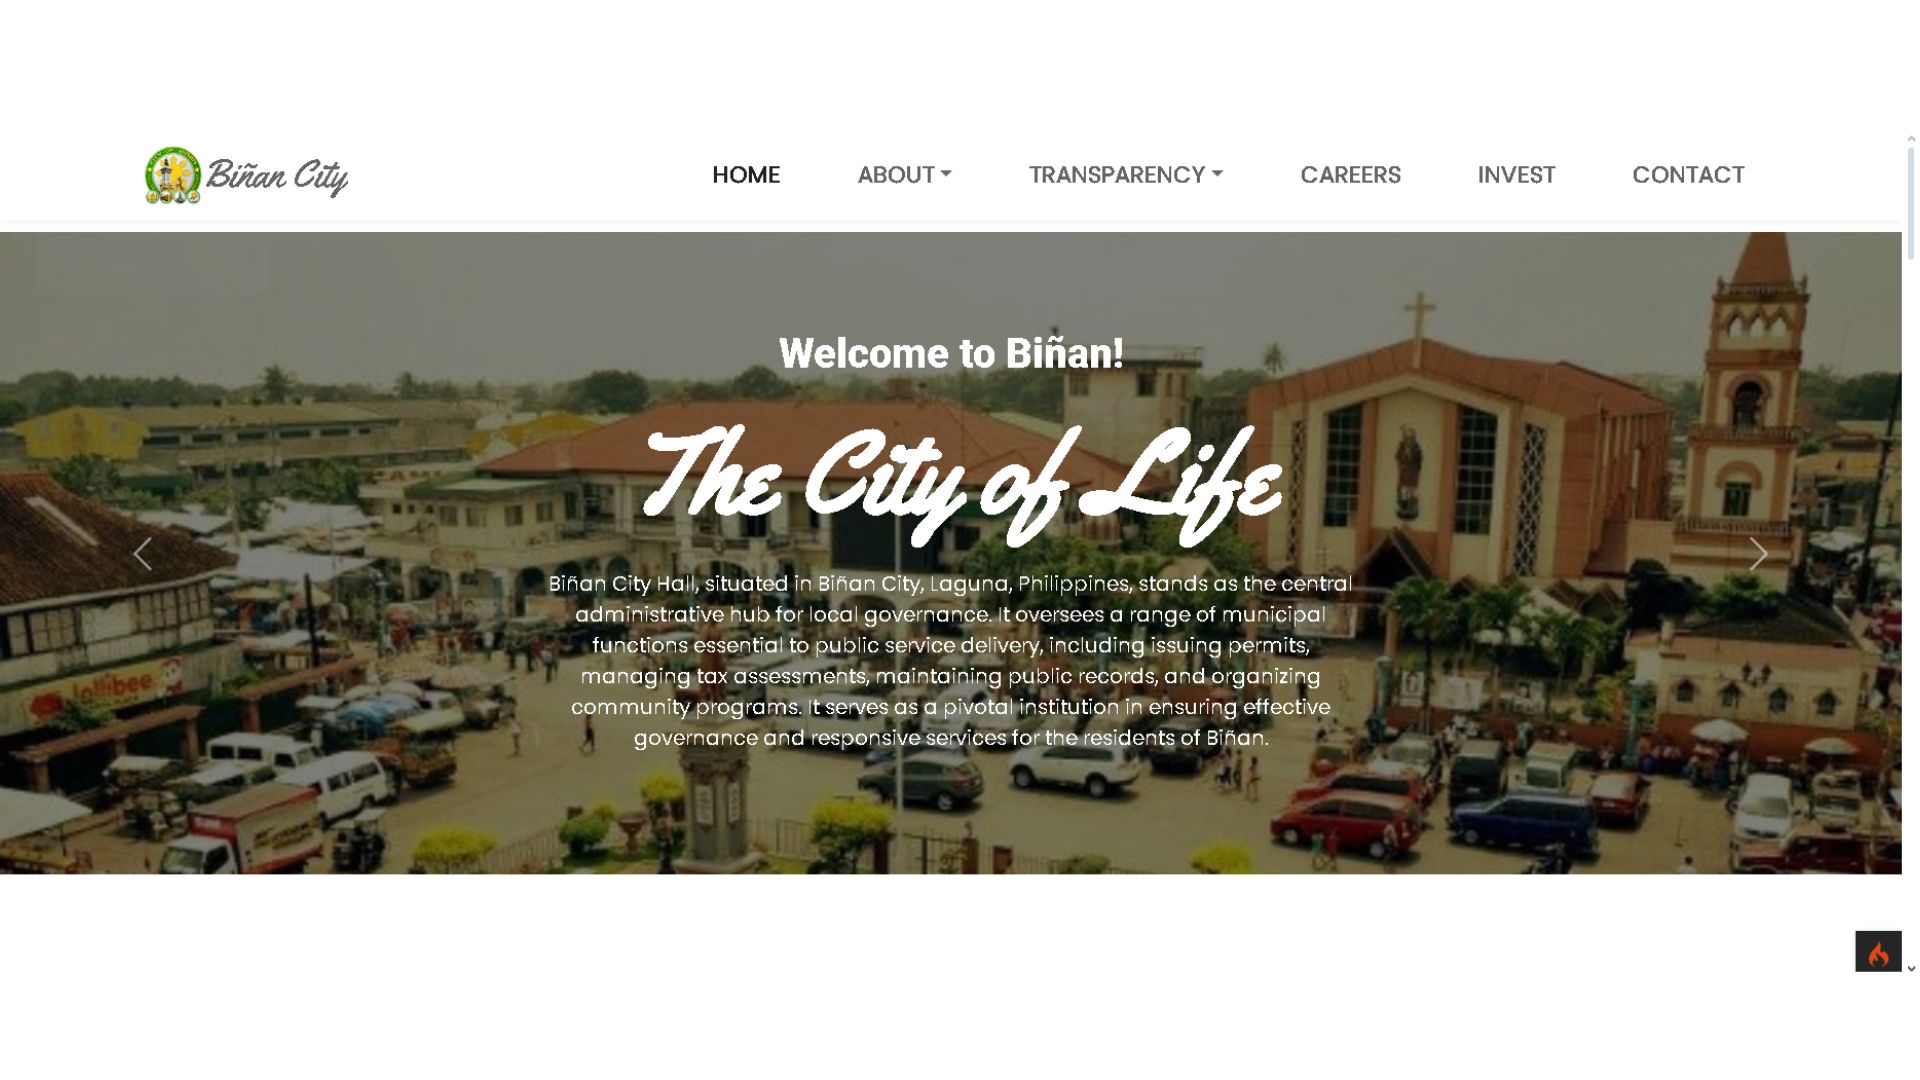 Biñan City
HOME
ABOUT
TRANSPARENCY
CAREERS
INVEST
CONTACT
Welcome to Biñan!
The City of Life
Biñan City Hall, situated in Biñan City, Laguna, Philippines, stands as the central
administrative hub for local governance. It oversees a range of municipal
functions essential to public service delivery, including issuing permits,
managing tax assessments, maintaining public records, and organizing
community programs. It serves as a pivotal institution in ensuring effective
governance and responsive services for the residents of Biñan.
Jollibee